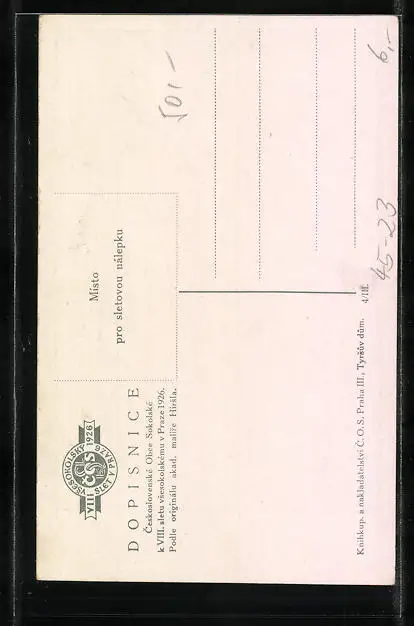 VŠESOKOLSKÝ
VIII ČOS 1926
SLET V PRAZE
DOPISNICE
Československé Obce Sokolské
k VIII. sletu všesokolskému v Praze 1926.
Podle originálu akad. malíře Hiršla.
Místo
pro sletovou nálepku
50,-
6,-
45-23
4/III.
Knihkup. a nakladatelství Č. O. S. Praha III., Tyršův dům.